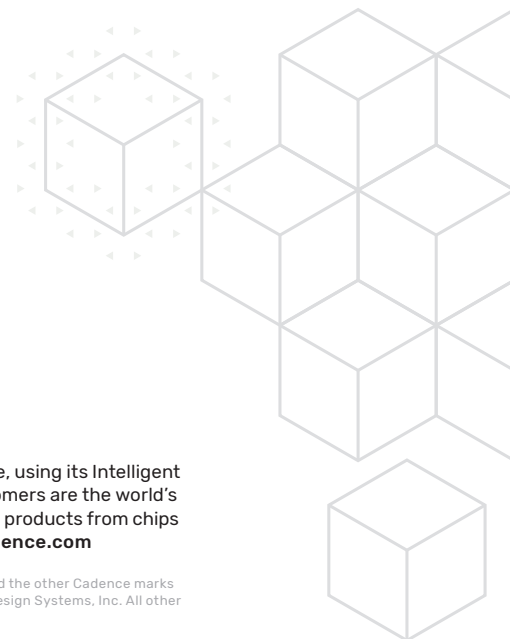 e, using its Intelligent
omers are the world's
products from chips
ence.com
d the other Cadence marks
esign Systems, Inc. All other